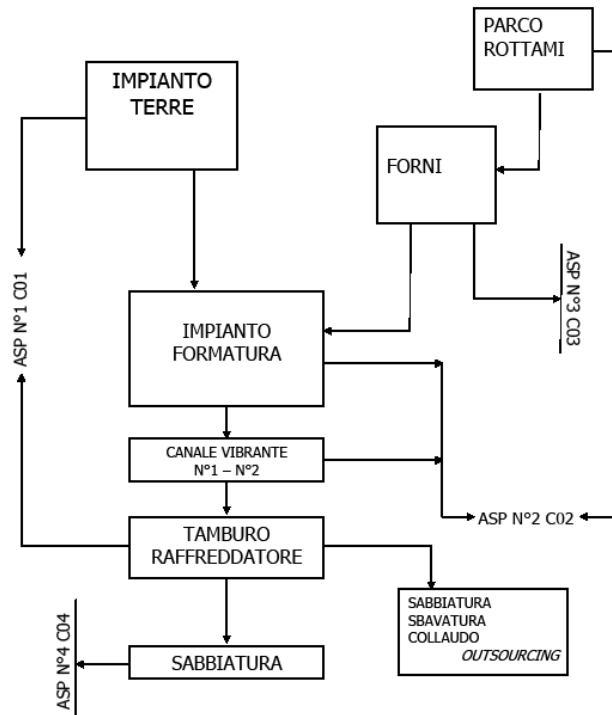 PARCO
ROTTAMI
IMPIANTO
TERRE
FORNI
ASP N°1 C01
ASP N°3 C03
IMPIANTO
FORMATURA
CANALE VIBRANTE
N°1 – N°2
ASP N°2 C02
TAMBURO
RAFFREDDATORE
SABBIATURA
SBAVATURA
COLLAUDO
OUTSOURCING
ASP N°4 C04
SABBIATURA